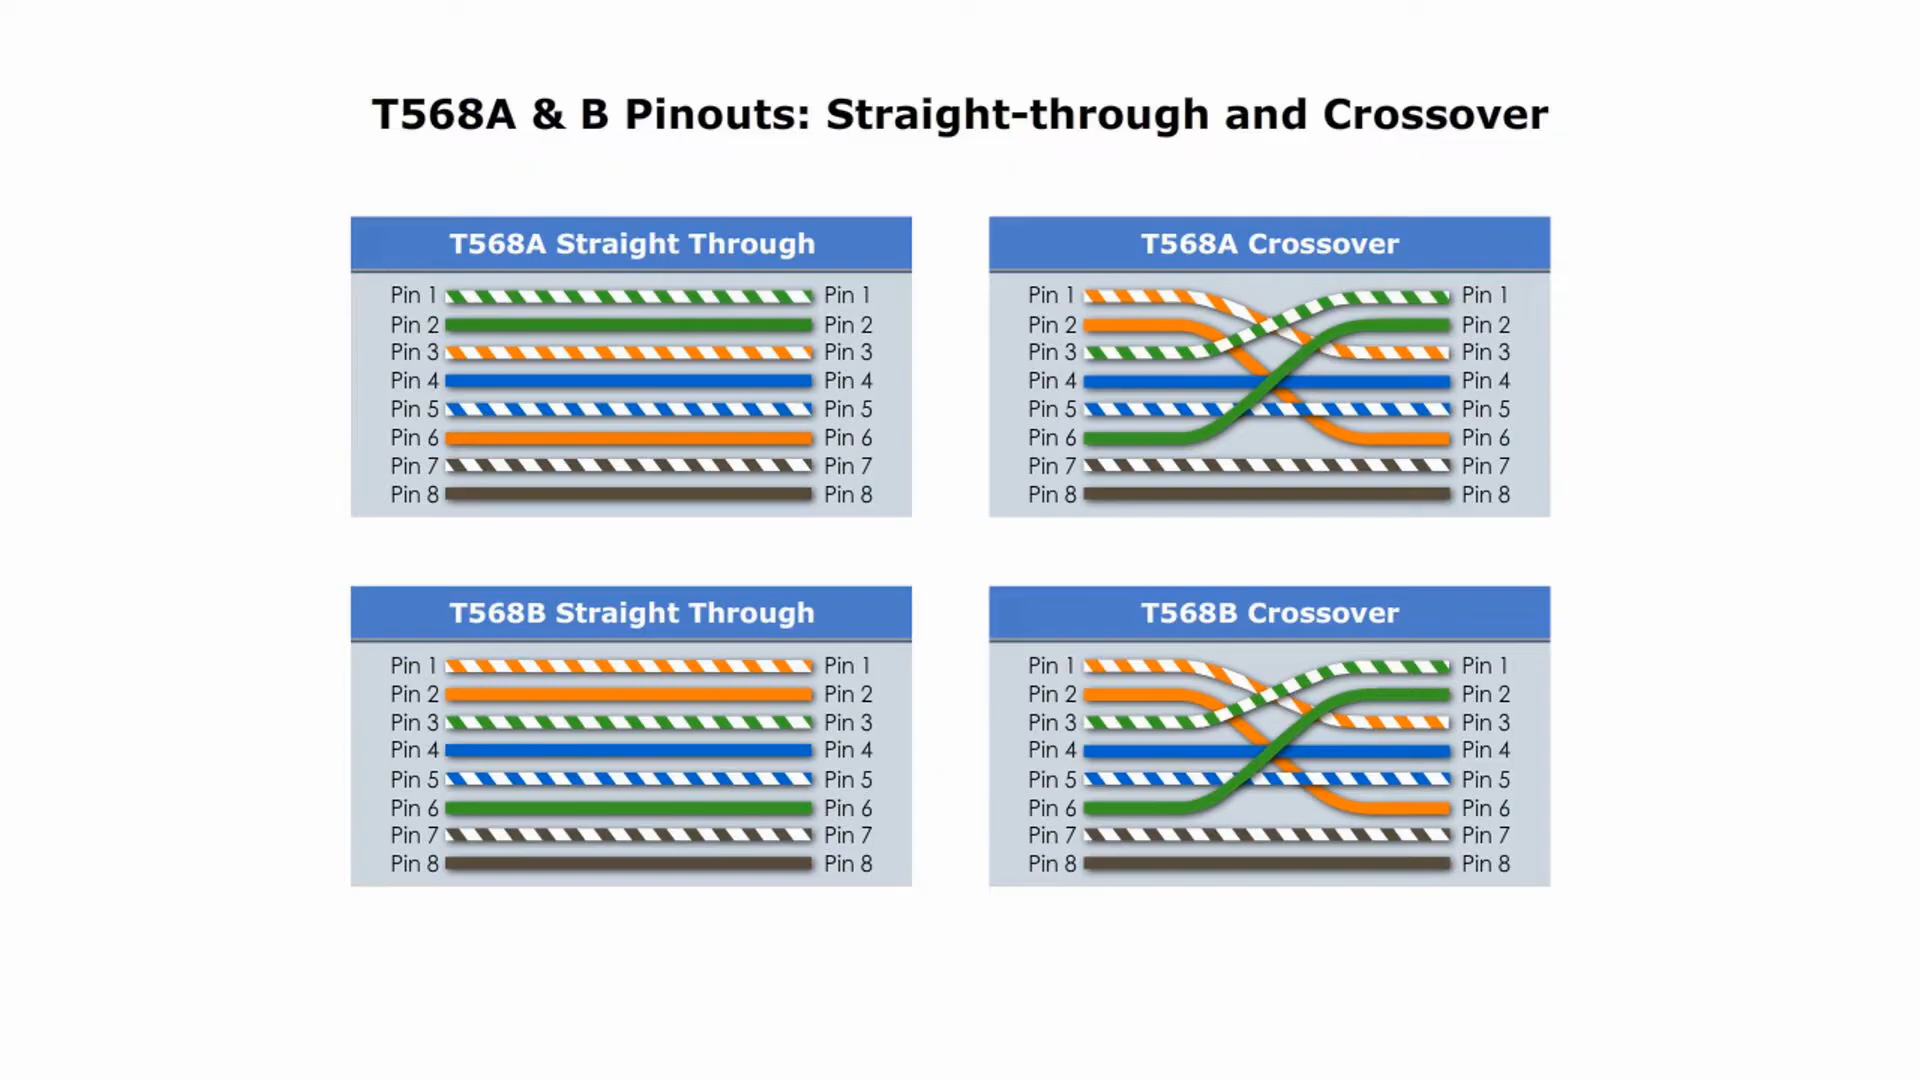 T568A & B Pinouts: Straight-through and Crossover
T568A Straight Through
Pin 1 Pin 1
Pin 2 Pin 2
Pin 3 Pin 3
Pin 4 Pin 4
Pin 5 Pin 5
Pin 6 Pin 6
Pin 7 Pin 7
Pin 8 Pin 8
T568A Crossover
Pin 1 Pin 1
Pin 2 Pin 2
Pin 3 Pin 3
Pin 4 Pin 4
Pin 5 Pin 5
Pin 6 Pin 6
Pin 7 Pin 7
Pin 8 Pin 8
T568B Straight Through
Pin 1 Pin 1
Pin 2 Pin 2
Pin 3 Pin 3
Pin 4 Pin 4
Pin 5 Pin 5
Pin 6 Pin 6
Pin 7 Pin 7
Pin 8 Pin 8
T568B Crossover
Pin 1 Pin 1
Pin 2 Pin 2
Pin 3 Pin 3
Pin 4 Pin 4
Pin 5 Pin 5
Pin 6 Pin 6
Pin 7 Pin 7
Pin 8 Pin 8